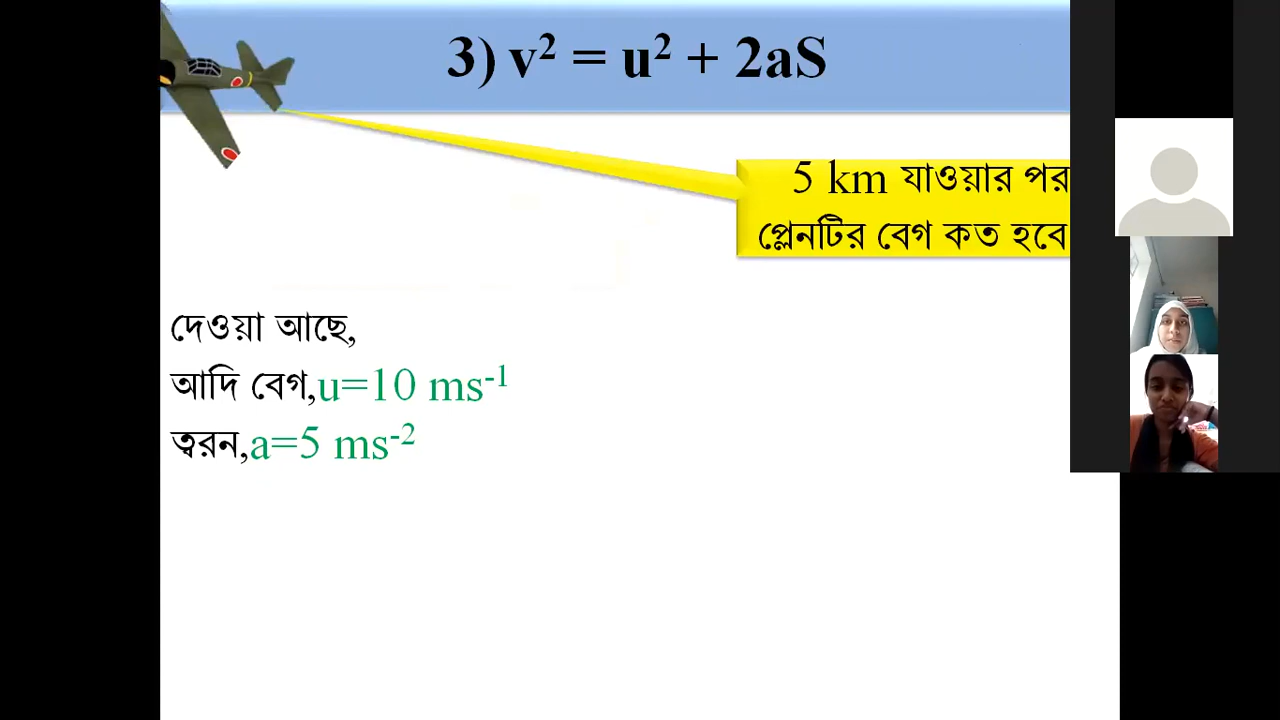 3) v² = u² + 2aS
5 km যাওয়ার পর
প্লেনটির বেগ কত হবে
দেওয়া আছে,
আদি বেগ,u=10 ms⁻¹
ত্বরন,a=5 ms⁻²